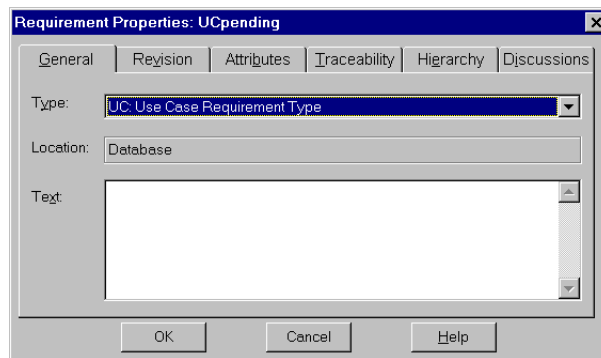 Requirement Properties: UCpending
General Revision Attributes Traceability Hierarchy Discussions
Type: UC: Use Case Requirement Type
Location: Database
Text:
OK Cancel Help